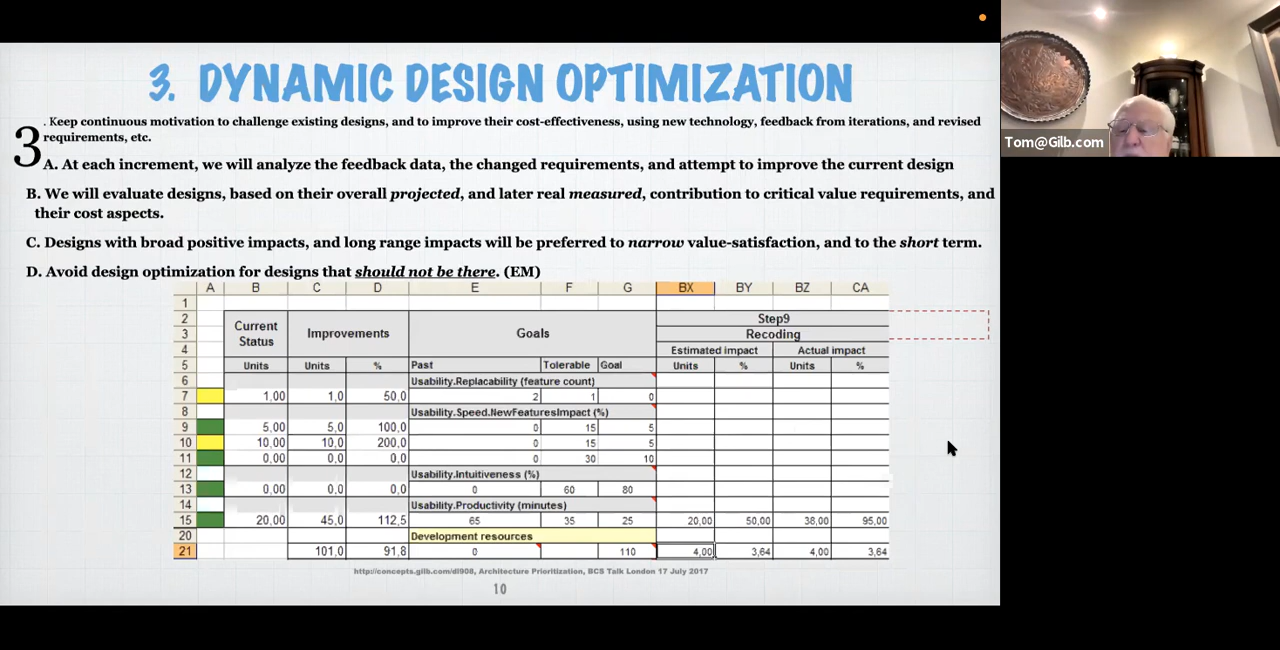 3. DYNAMIC DESIGN OPTIMIZATION
3
. Keep continuous motivation to challenge existing designs, and to improve their cost-effectiveness, using new technology, feedback from iterations, and revised
requirements, etc.
A. At each increment, we will analyze the feedback data, the changed requirements, and attempt to improve the current design
B. We will evaluate designs, based on their overall projected, and later real measured, contribution to critical value requirements, and
their cost aspects.
C. Designs with broad positive impacts, and long range impacts will be preferred to narrow value-satisfaction, and to the short term.
D. Avoid design optimization for designs that should not be there. (EM)
A B C D E F G BX BY BZ CA
1
2 Step9
3 Current Status Improvements Goals Recoding
4 Estimated impact Actual impact
5 Units Units % Past Tolerable Goal Units % Units %
6 Usability.Replacability (feature count)
7 1,00 1,0 50,0 2 1 0
8 Usability.Speed.NewFeaturesImpact (%)
9 5,00 5,0 100,0 0 15 5
10 10,00 10,0 200,0 0 15 5
11 0,00 0,0 0,0 0 30 10
12 Usability.Intuitiveness (%)
13 0,00 0,0 0,0 0 60 80
14 Usability.Productivity (minutes)
15 20,00 45,0 112,5 65 35 25 20,00 50,00 38,00 95,00
20 Development resources
21 101,0 91,8 0 110 4,00 3,64 4,00 3,64
http://concepts.gilb.com/dl908, Architecture Prioritization, BCS Talk London 17 July 2017
10
Tom@Gilb.com